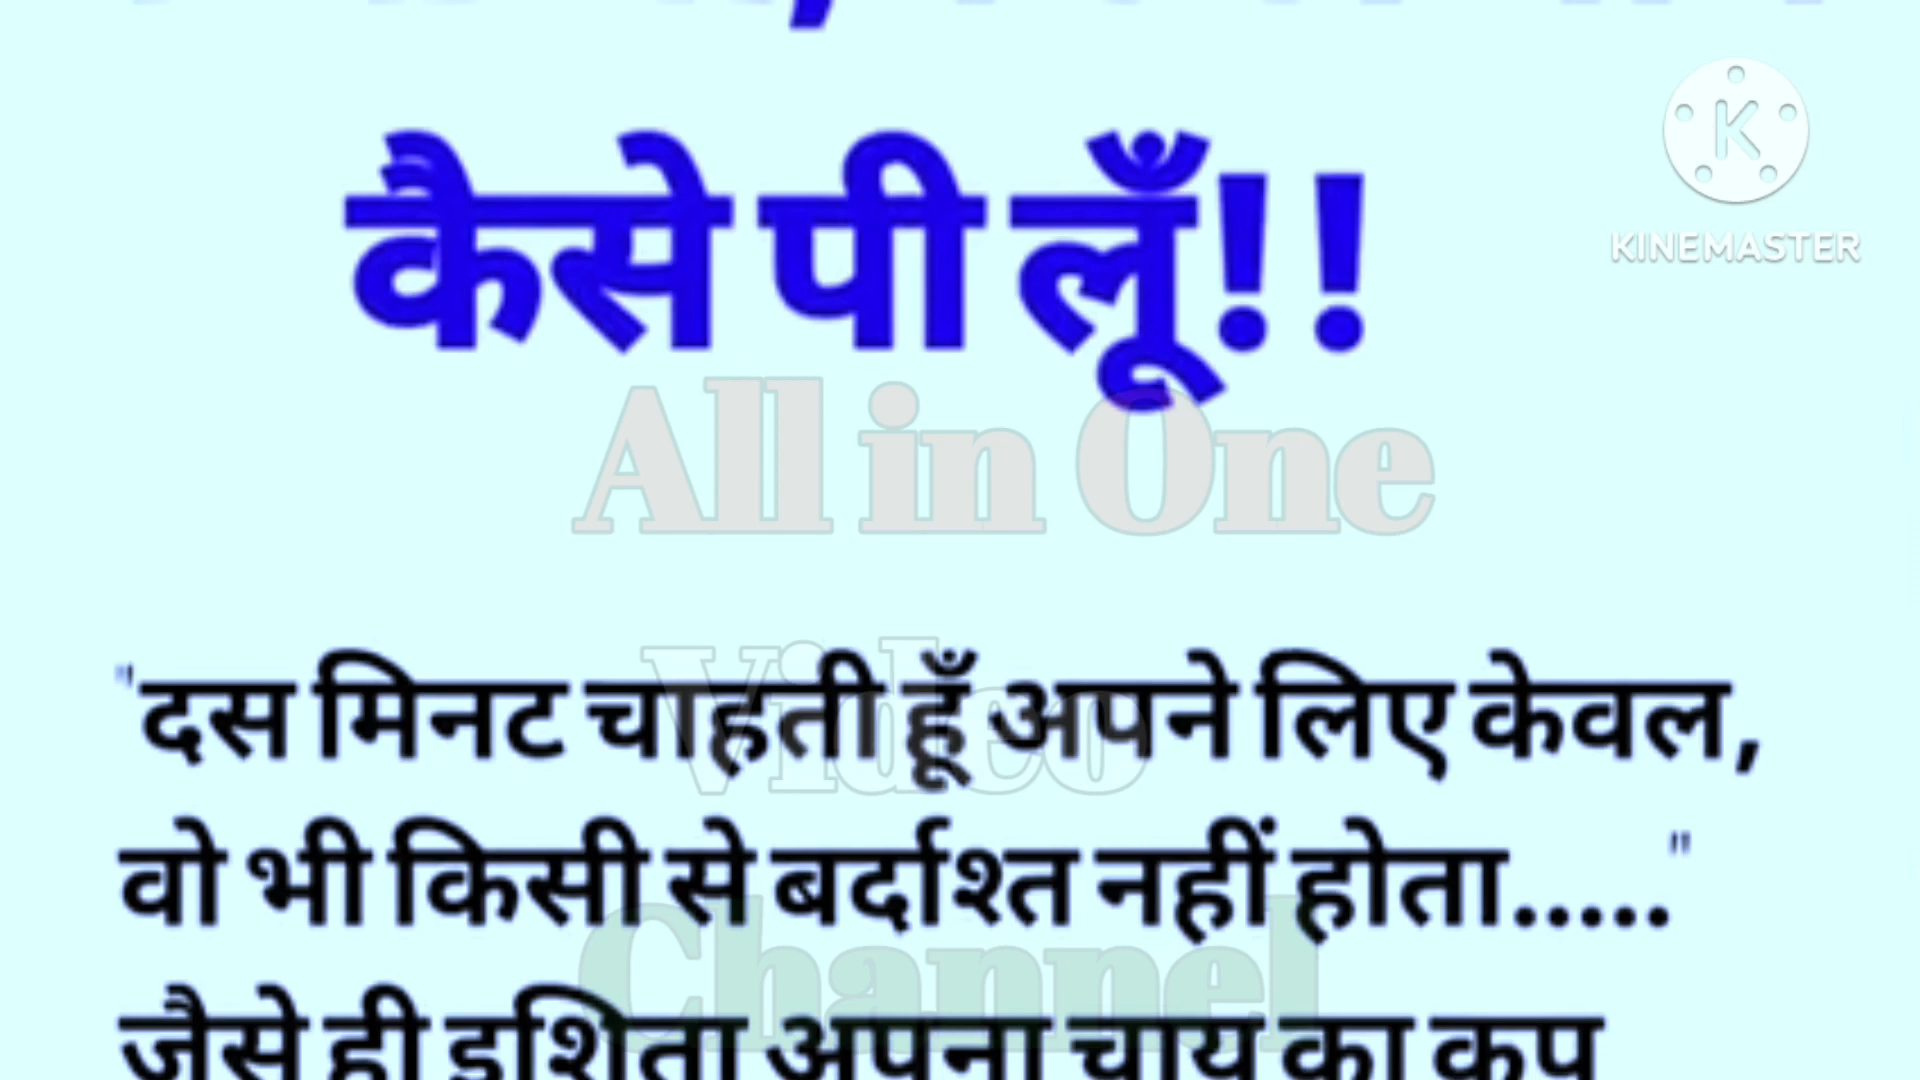 कैसे पी लूँ!!
K
KINEMASTER
All in One
"दस मिनट चाहती हूँ अपने लिए केवल,
Video
वो भी किसी से बर्दाश्त नहीं होता....."
Channel
जैसे ही इशिता अपना चाय का कप